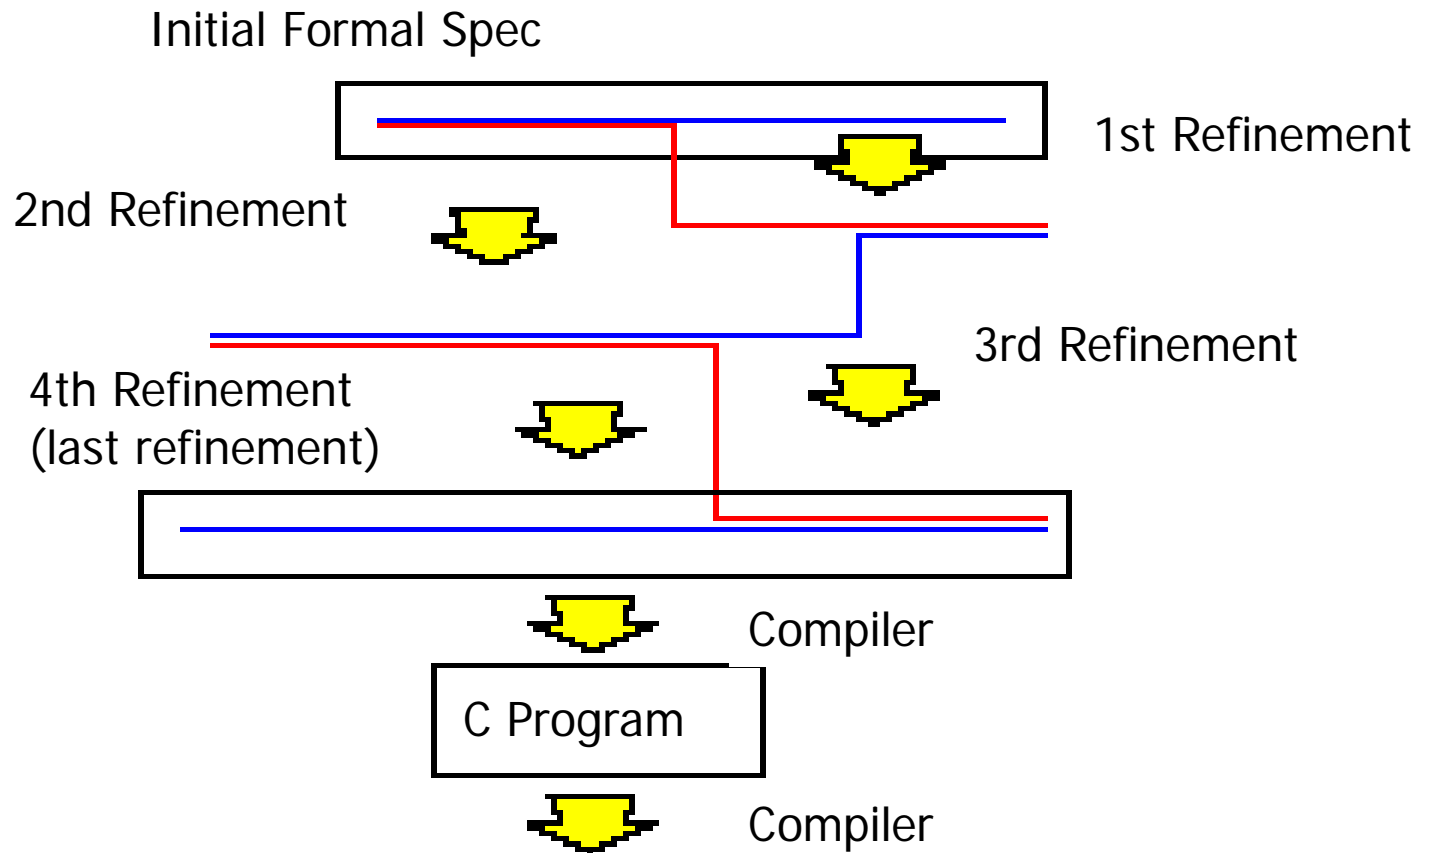 Initial Formal Spec
1st Refinement
2nd Refinement
3rd Refinement
4th Refinement
(last refinement)
Compiler
C Program
Compiler